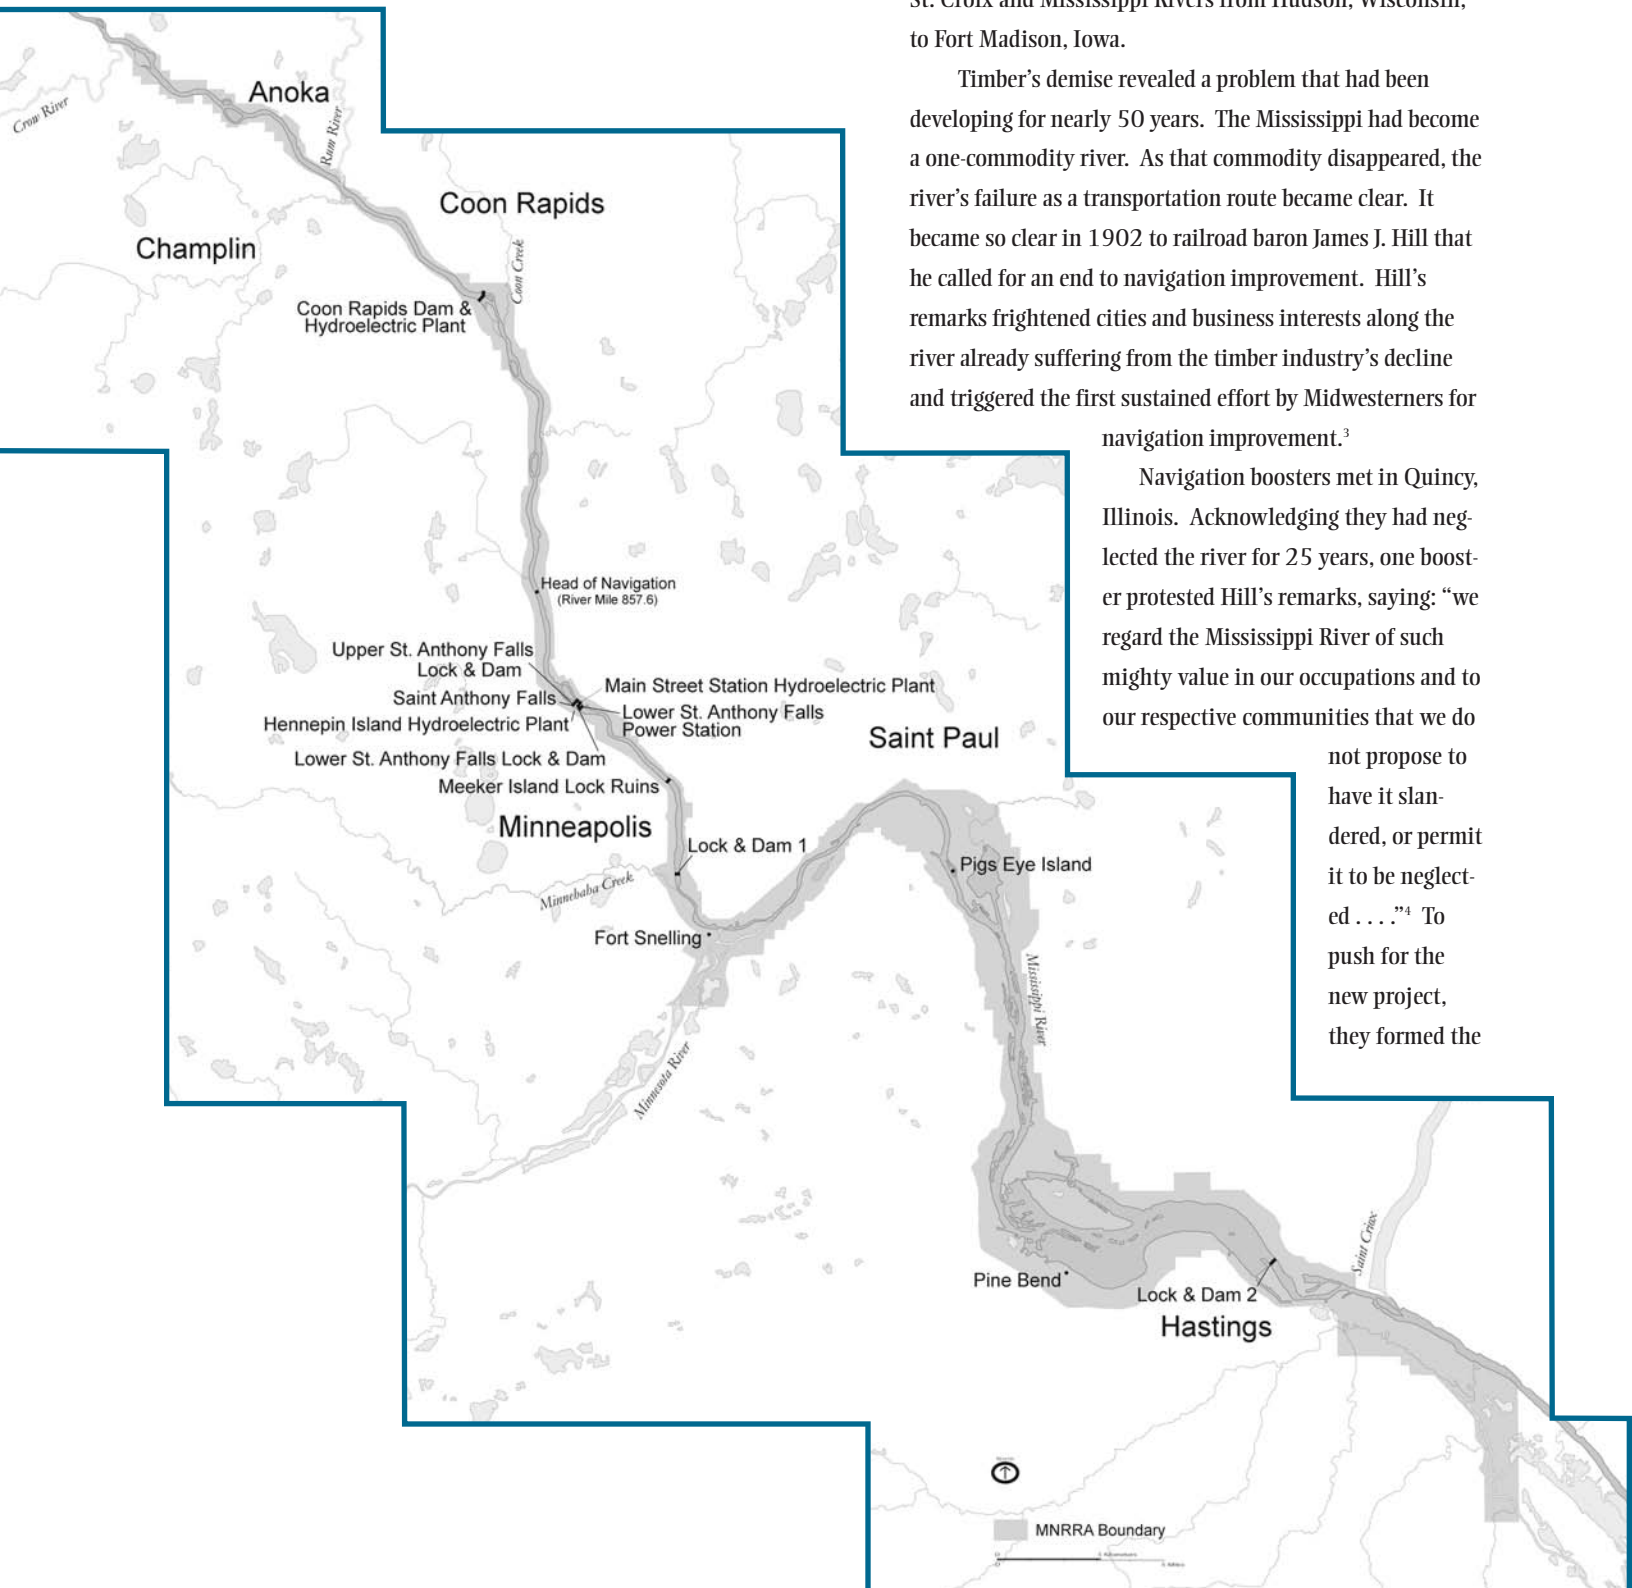 St. Croix and Mississippi Rivers from Hudson, Wisconsin,
to Fort Madison, Iowa.
Timber's demise revealed a problem that had been
developing for nearly 50 years. The Mississippi had become
a one-commodity river. As that commodity disappeared, the
river's failure as a transportation route became clear. It
became so clear in 1902 to railroad baron James J. Hill that
he called for an end to navigation improvement. Hill's
remarks frightened cities and business interests along the
river already suffering from the timber industry's decline
and triggered the first sustained effort by Midwesterners for
navigation improvement.3
Navigation boosters met in Quincy,
Illinois. Acknowledging they had neg-
lected the river for 25 years, one boost-
er protested Hill's remarks, saying: "we
regard the Mississippi River of such
mighty value in our occupations and to
our respective communities that we do
not propose to
have it slan-
dered, or permit
it to be neglect-
ed . . . ."4 To
push for the
new project,
they formed the
Crow River
Anoka
Rum River
Coon Rapids
Champlin
Coon Creek
Coon Rapids Dam &
Hydroelectric Plant
Head of Navigation
(River Mile 857.6)
Upper St. Anthony Falls
Lock & Dam
Saint Anthony Falls
Hennepin Island Hydroelectric Plant
Lower St. Anthony Falls Lock & Dam
Meeker Island Lock Ruins
Main Street Station Hydroelectric Plant
Lower St. Anthony Falls
Power Station
Saint Paul
Minneapolis
Lock & Dam 1
Minnehaha Creek
Pigs Eye Island
Fort Snelling
Mississippi River
Minnesota River
Saint Criox
Pine Bend
Lock & Dam 2
Hastings
MNRRA Boundary